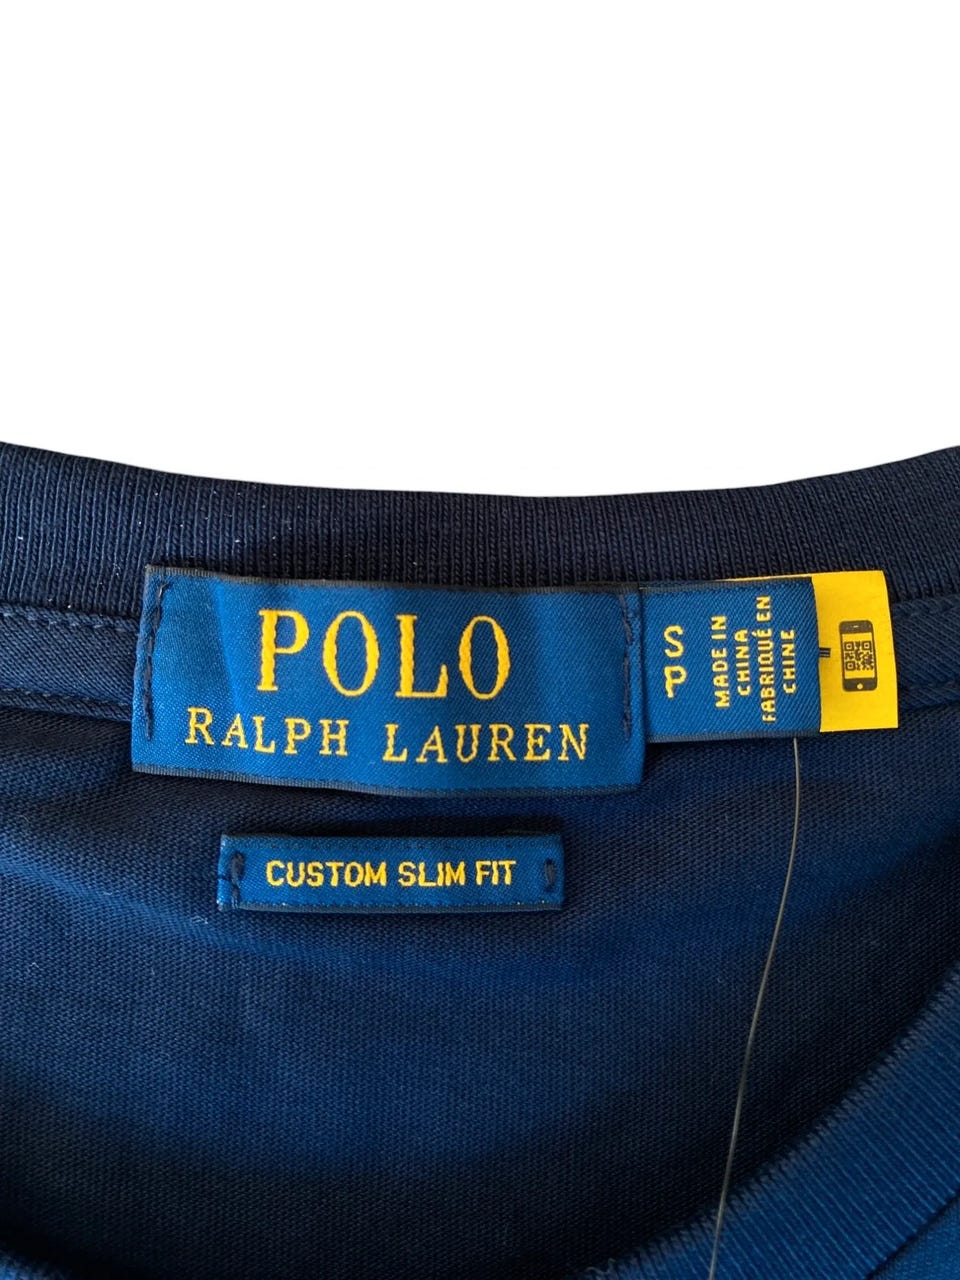 POLO
RALPH LAUREN
S
P
MADE IN
CHINA
FABRIQUÉ EN
CHINE
CUSTOM SLIM FIT